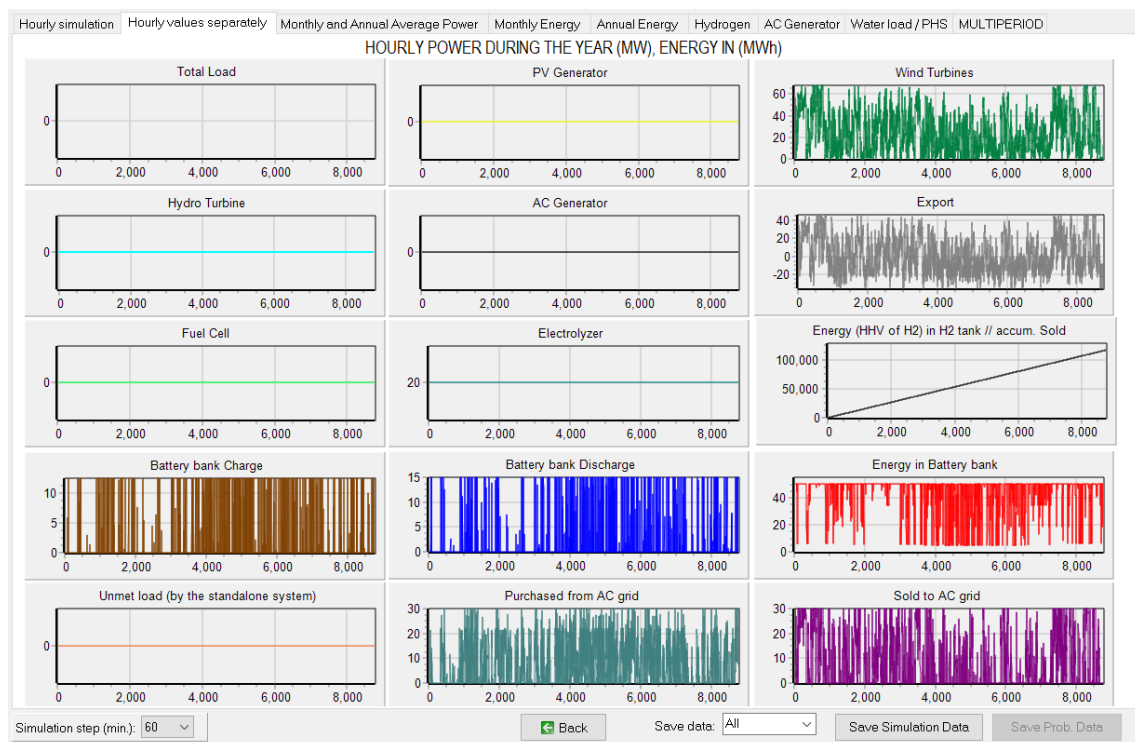 Hourly simulation Hourly values separately Monthly and Annual Average Power Monthly Energy Annual Energy Hydrogen AC Generator Water load / PHS MULTIPERIOD
HOURLY POWER DURING THE YEAR (MW), ENERGY IN (MWh)
Total Load
0
0 2,000 4,000 6,000 8,000
PV Generator
0
0 2,000 4,000 6,000 8,000
Wind Turbines
60
40
20
0
0 2,000 4,000 6,000 8,000
Hydro Turbine
0
0 2,000 4,000 6,000 8,000
AC Generator
0
0 2,000 4,000 6,000 8,000
Export
40
20
0
-20
0 2,000 4,000 6,000 8,000
Fuel Cell
0
0 2,000 4,000 6,000 8,000
Electrolyzer
20
0 2,000 4,000 6,000 8,000
Energy (HHV of H2) in H2 tank // accum. Sold
100,000
50,000
0
0 2,000 4,000 6,000 8,000
Battery bank Charge
10
5
0
0 2,000 4,000 6,000 8,000
Battery bank Discharge
15
10
5
0
0 2,000 4,000 6,000 8,000
Energy in Battery bank
40
20
0
0 2,000 4,000 6,000 8,000
Unmet load (by the standalone system)
0
0 2,000 4,000 6,000 8,000
Purchased from AC grid
30
20
10
0
0 2,000 4,000 6,000 8,000
Sold to AC grid
30
20
10
0
0 2,000 4,000 6,000 8,000
Simulation step (min.): 60 Back Save data: All Save Simulation Data Save Prob. Data